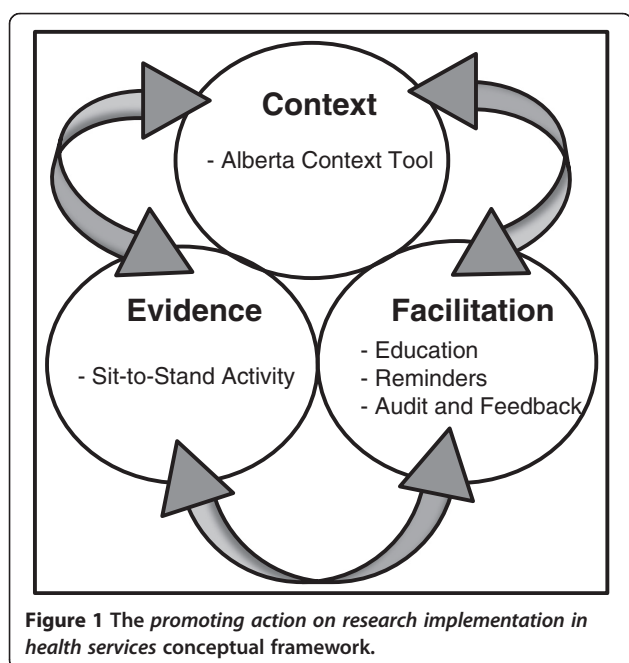 Context
- Alberta Context Tool
Evidence
- Sit-to-Stand Activity
Facilitation
- Education
- Reminders
- Audit and Feedback
Figure 1 The promoting action on research implementation in
health services conceptual framework.